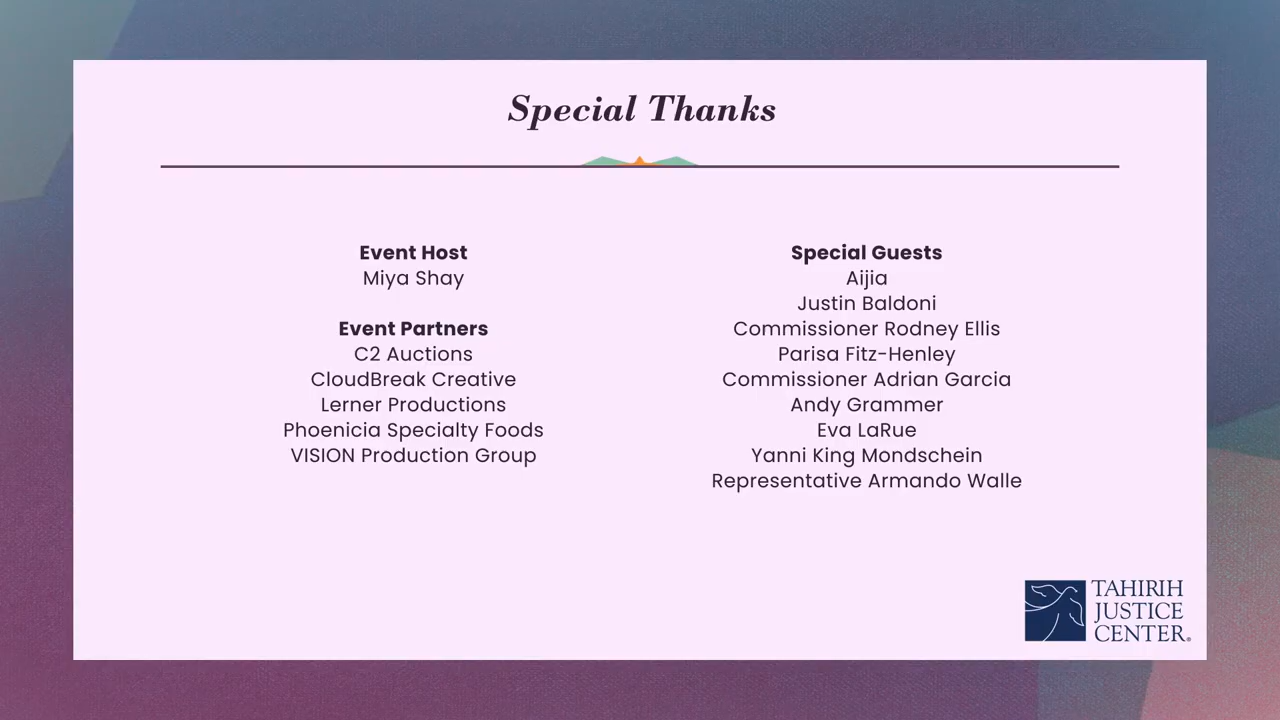 Special Thanks
Event Host
Miya Shay
Event Partners
C2 Auctions
CloudBreak Creative
Lerner Productions
Phoenicia Specialty Foods
VISION Production Group
Special Guests
Aijia
Justin Baldoni
Commissioner Rodney Ellis
Parisa Fitz-Henley
Commissioner Adrian Garcia
Andy Grammer
Eva LaRue
Yanni King Mondschein
Representative Armando Walle
TAHIRIH
JUSTICE
CENTER®